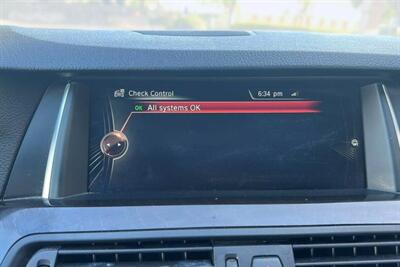 Check Control
6:34 pm
OK All systems OK